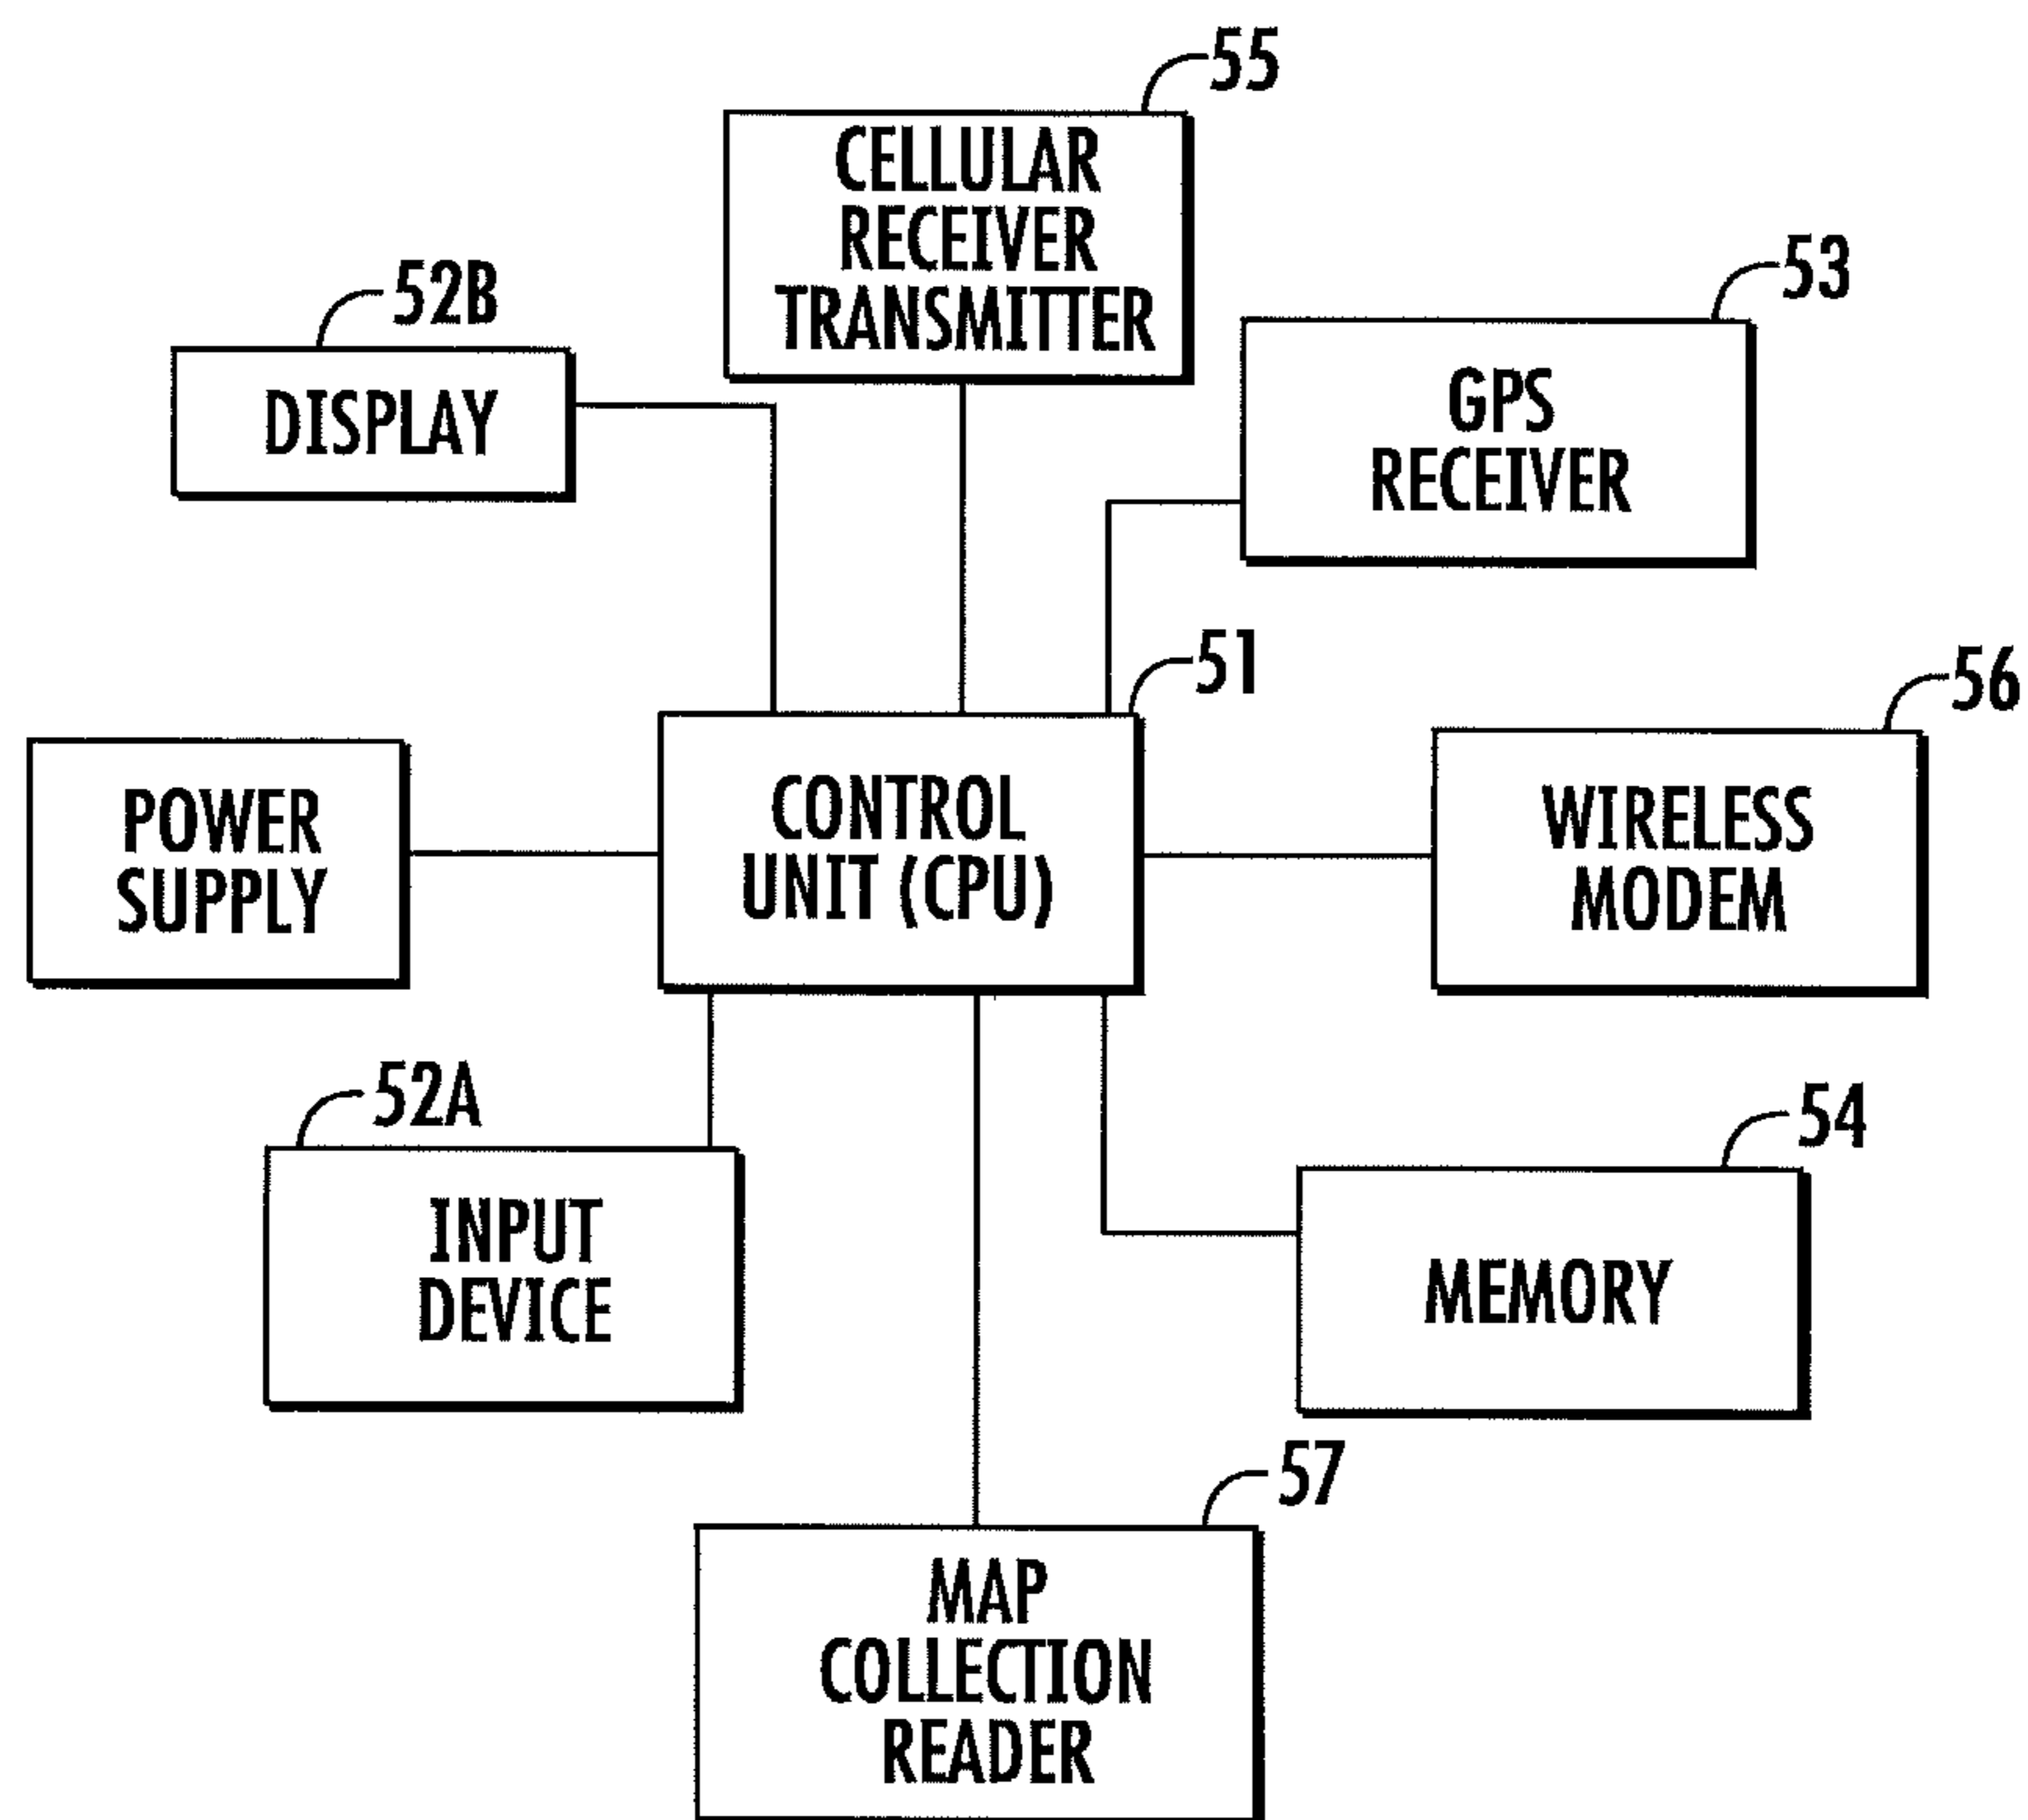 55
CELLULAR
RECEIVER
TRANSMITTER
52B
DISPLAY
53
GPS
RECEIVER
51
CONTROL
UNIT (CPU)
56
WIRELESS
MODEM
POWER
SUPPLY
52A
INPUT
DEVICE
54
MEMORY
57
MAP
COLLECTION
READER